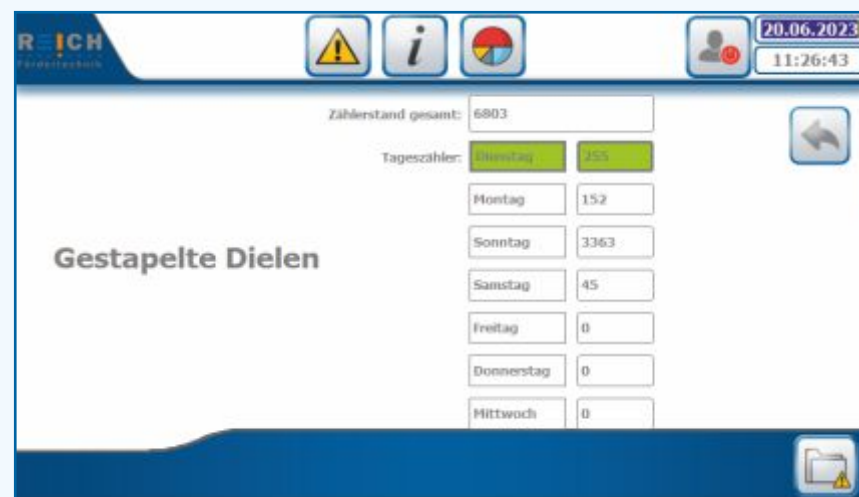 REICH
Fördertechnik
20.06.2023
11:26:43
Zählerstand gesamt: 6803
Tageszähler: Dienstag 255
Montag 152
Sonntag 3363
Gestapelte Dielen
Samstag 45
Freitag 0
Donnerstag 0
Mittwoch 0